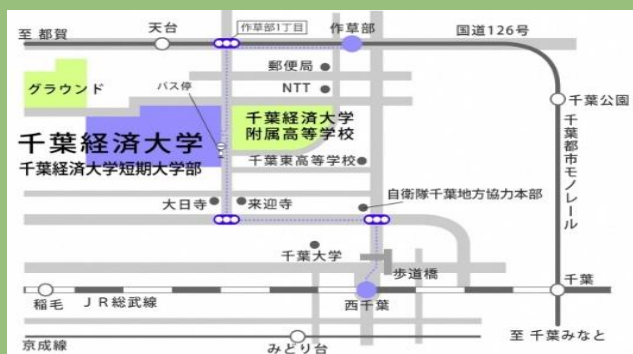 至 都賀
天台
作草部1丁目
作草部
国道126号
グラウンド
バス停
郵便局
NTT
千葉公園
千葉経済大学
千葉経済大学短期大学部
千葉経済大学
附属高等学校
千葉東高等学校
千葉都市モノレール
自衛隊千葉地方協力本部
大日寺
来迎寺
千葉大学
歩道橋
稲毛
JR総武線
西千葉
千葉
京成線
みどり台
至 千葉みなと